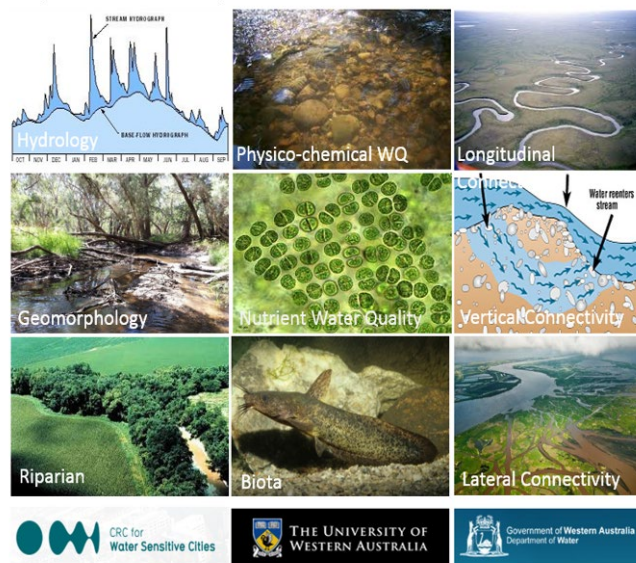 STREAM HYDROGRAPH
Hydrology
BASE-FLOW HYDROGRAPH
OCT NOV DEC JAN FEB MAR APR MAY JUN JUL AUG SEP
Physico-chemical WQ
Longitudinal
Connec
Water reenters
stream
Geomorphology
Nutrient Water Quality
Vertical Connectivity
Riparian
Biota
Lateral Connectivity
CRC for
Water Sensitive Cities
THE UNIVERSITY OF
WESTERN AUSTRALIA
Government of Western Australia
Department of Water